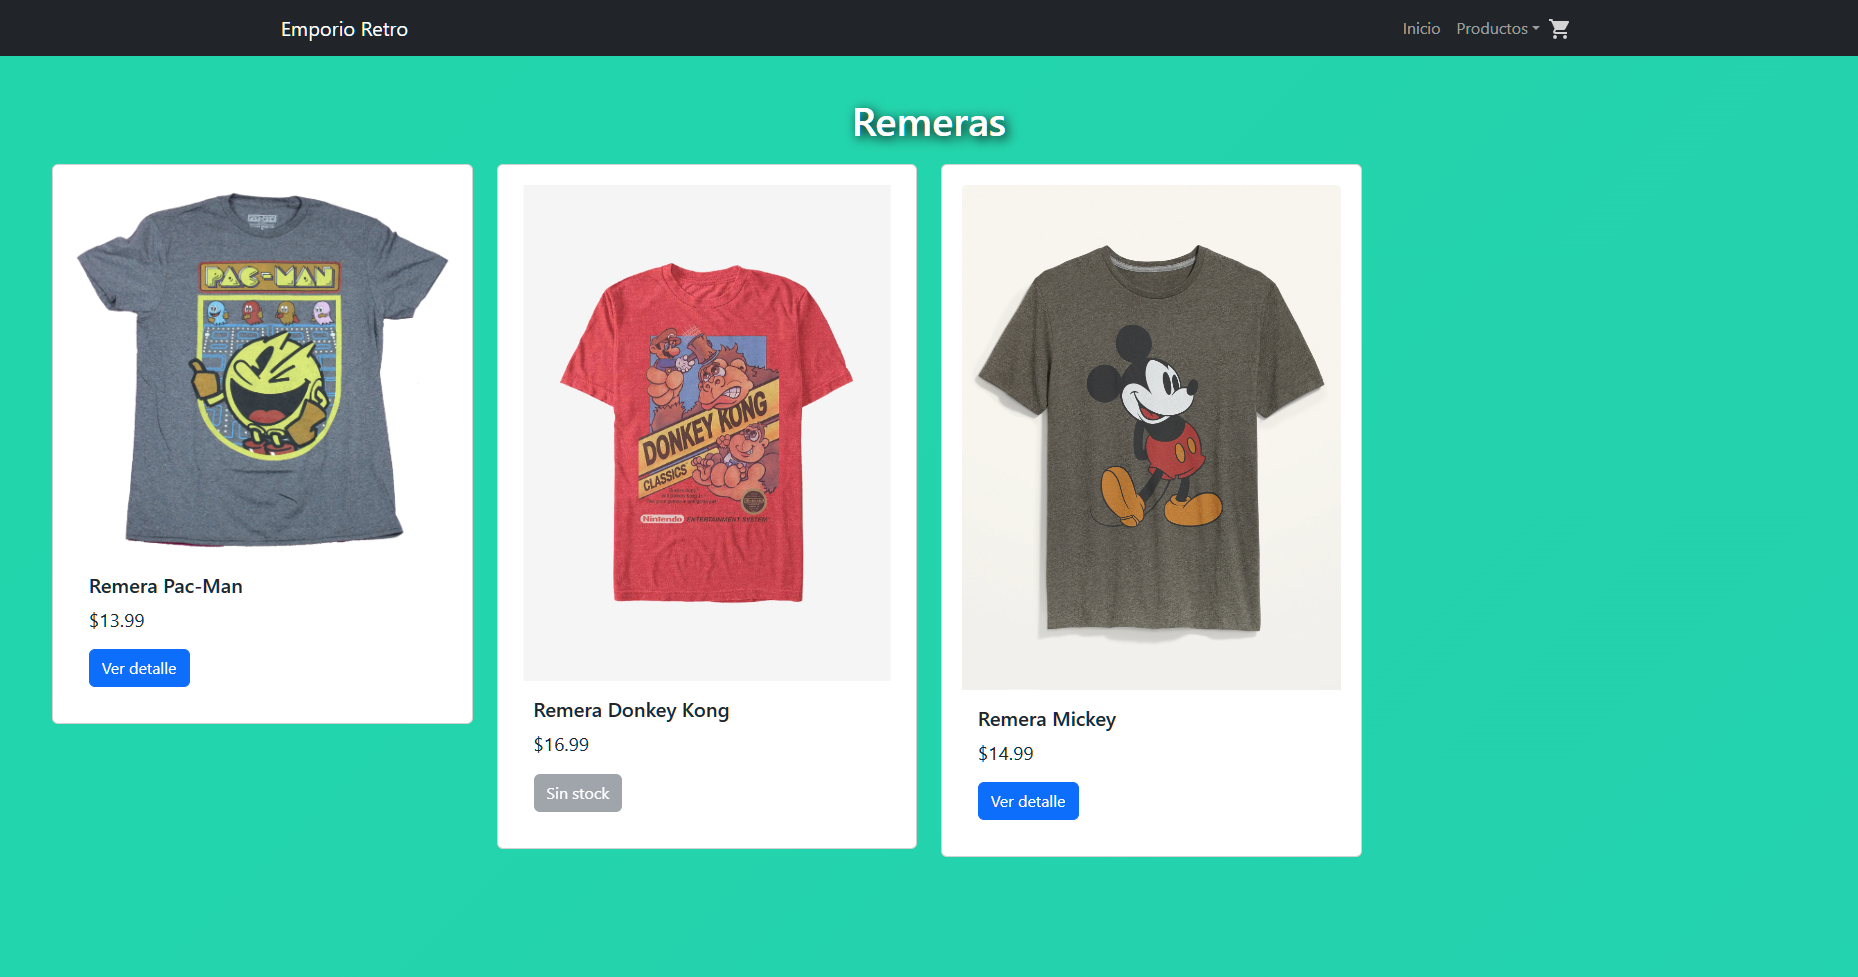 Emporio Retro
Inicio
Productos
Remeras
PAC-MAN
Remera Pac-Man
$13.99
Ver detalle
DONKEY KONG
CLASSICS
Nintendo ENTERTAINMENT SYSTEM
Remera Donkey Kong
$16.99
Sin stock
Remera Mickey
$14.99
Ver detalle